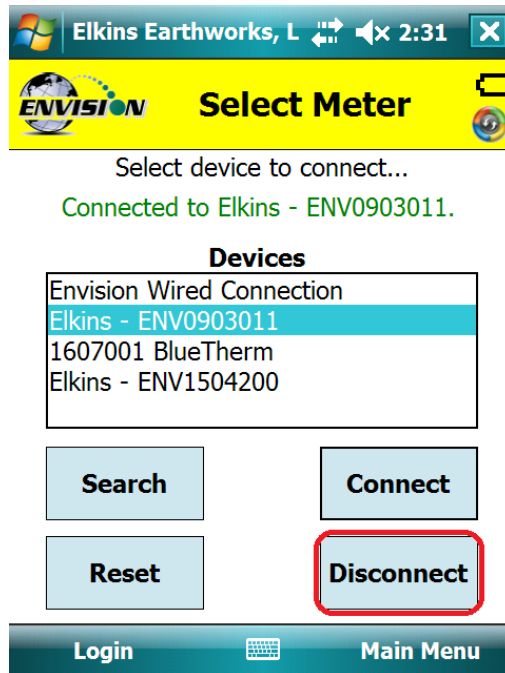 Elkins Earthworks, L 2:31
ENVISION
Select Meter
Select device to connect...
Connected to Elkins - ENV0903011.
Devices
Envision Wired Connection
Elkins - ENV0903011
1607001 BlueTherm
Elkins - ENV1504200
Search Connect
Reset Disconnect
Login Main Menu